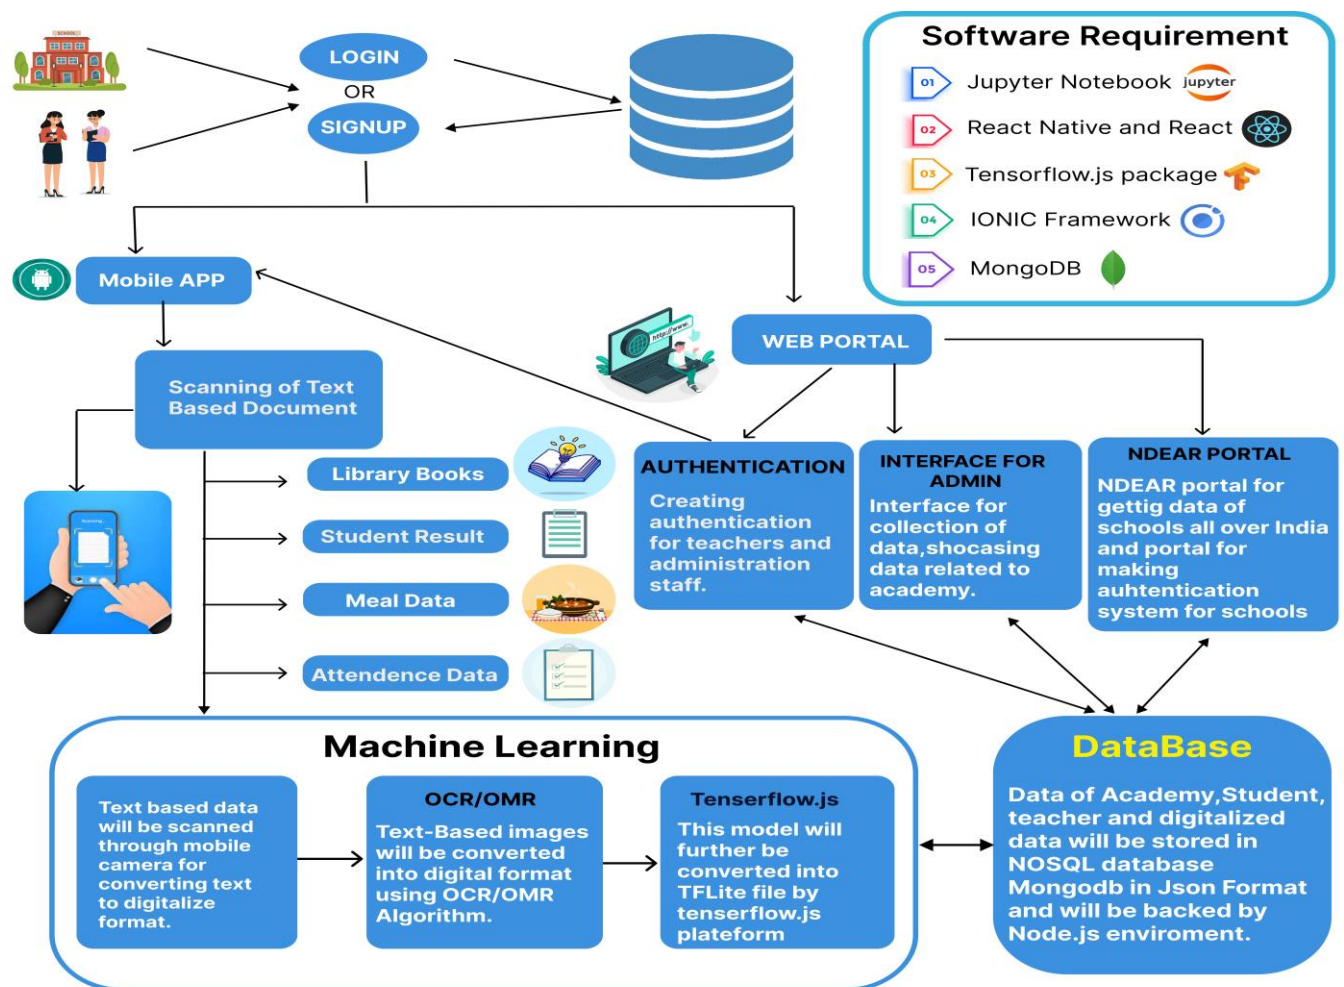 SCHOOL
LOGIN
OR
SIGNUP
Software Requirement
01 Jupyter Notebook jupyter
02 React Native and React
03 Tensorflow.js package
04 IONIC Framework
05 MongoDB
Mobile APP
http://www.
WEB PORTAL
Scanning of Text
Based Document
Scanning...
Library Books
Student Result
Meal Data
Attendence Data
AUTHENTICATION
Creating
authentication
for teachers and
administration
staff.
INTERFACE FOR
ADMIN
Interface for
collection of
data,shocasing
data related to
academy.
NDEAR PORTAL
NDEAR portal for
gettig data of
schools all over India
and portal for
making
auhtentication
system for schools
Machine Learning
Text based data
will be scanned
through mobile
camera for
converting text
to digitalize
format.
OCR/OMR
Text-Based images
will be converted
into digital format
using OCR/OMR
Algorithm.
Tenserflow.js
This model will
further be
converted into
TFLite file by
tenserflow.js
plateform
DataBase
Data of Academy,Student,
teacher and digitalized
data will be stored in
NOSQL database
Mongodb in Json Format
and will be backed by
Node.js enviroment.